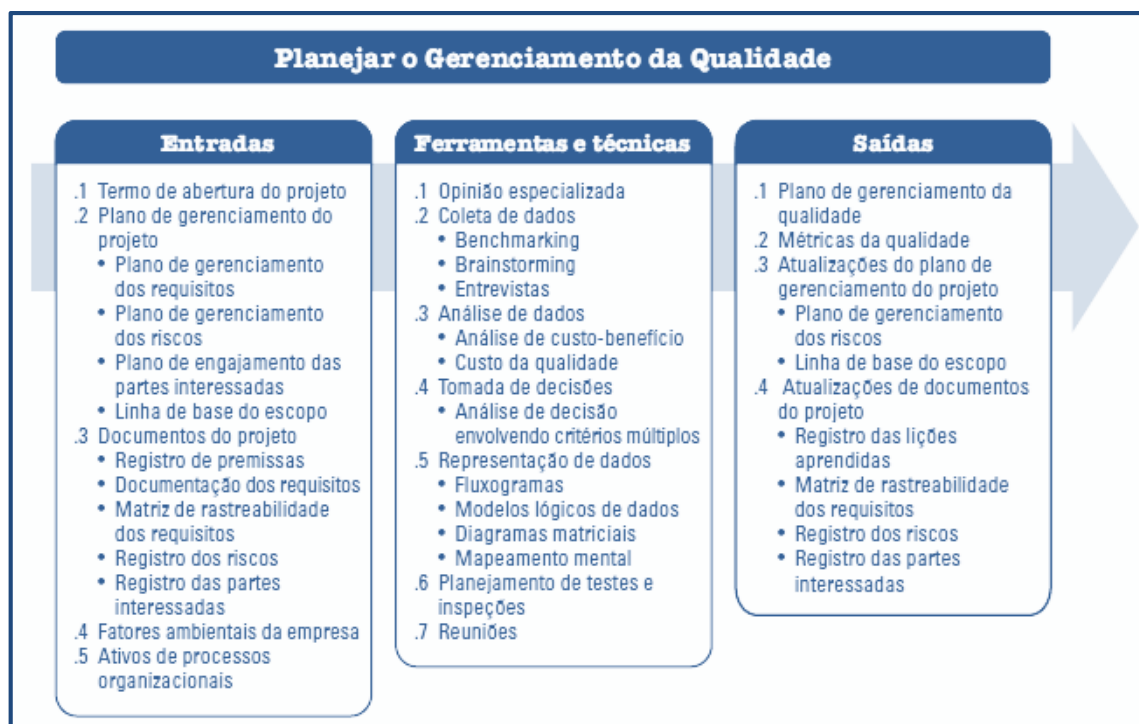 Planejar o Gerenciamento da Qualidade
Entradas
.1 Termo de abertura do projeto
.2 Plano de gerenciamento do
projeto
• Plano de gerenciamento
dos requisitos
• Plano de gerenciamento
dos riscos
• Plano de engajamento das
partes interessadas
• Linha de base do escopo
.3 Documentos do projeto
• Registro de premissas
• Documentação dos requisitos
• Matriz de rastreabilidade
dos requisitos
• Registro dos riscos
• Registro das partes
interessadas
.4 Fatores ambientais da empresa
.5 Ativos de processos
organizacionais
Ferramentas e técnicas
.1 Opinião especializada
.2 Coleta de dados
• Benchmarking
• Brainstorming
• Entrevistas
.3 Análise de dados
• Análise de custo-benefício
• Custo da qualidade
.4 Tomada de decisões
• Análise de decisão
envolvendo critérios múltiplos
.5 Representação de dados
• Fluxogramas
• Modelos lógicos de dados
• Diagramas matriciais
• Mapeamento mental
.6 Planejamento de testes e
inspeções
.7 Reuniões
Saídas
.1 Plano de gerenciamento da
qualidade
.2 Métricas da qualidade
.3 Atualizações do plano de
gerenciamento do projeto
• Plano de gerenciamento
dos riscos
• Linha de base do escopo
.4 Atualizações de documentos
do projeto
• Registro das lições
aprendidas
• Matriz de rastreabilidade
dos requisitos
• Registro dos riscos
• Registro das partes
interessadas